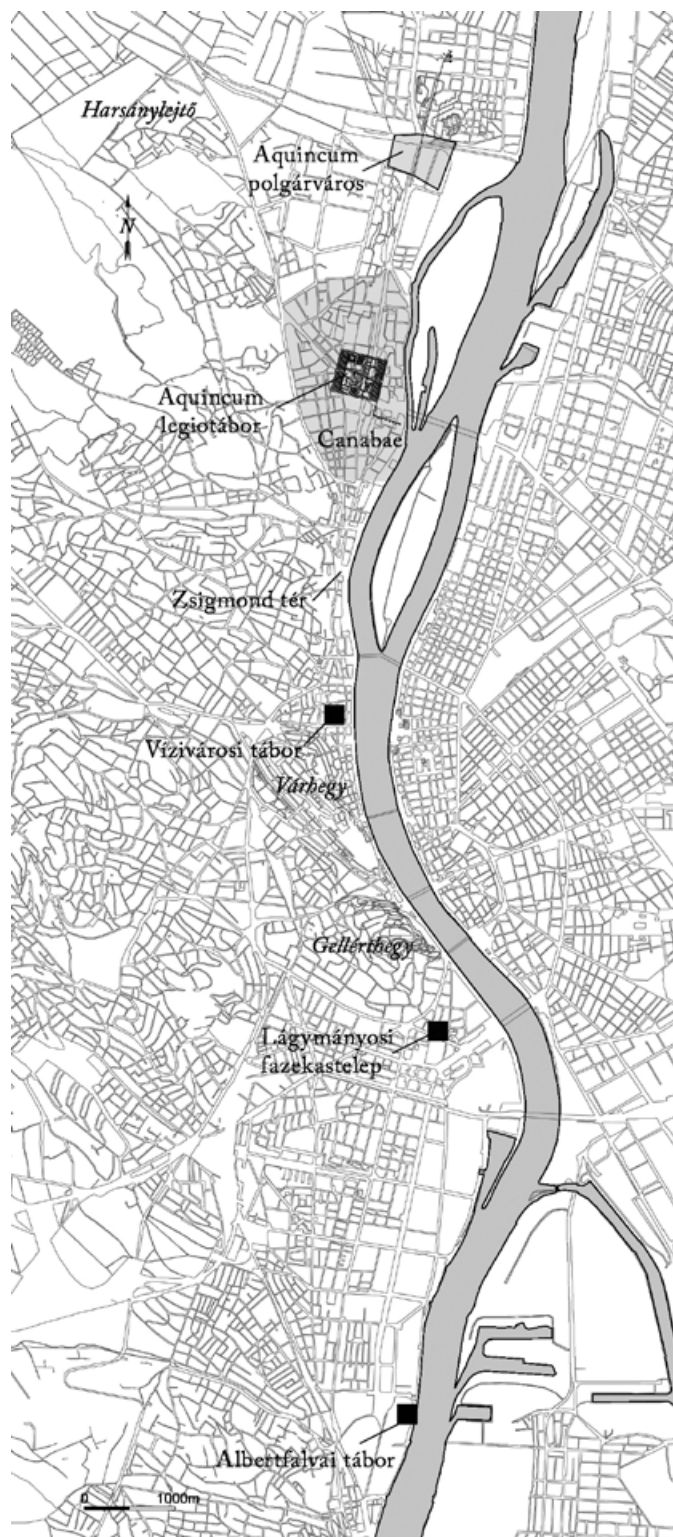 Harsánylejtő
Aquincum
polgárváros
N
Aquincum
legiotábor
Canabae
Zsigmond tér
Vízivárosi tábor
Várhegy
Gellérthegy
Lágymányosi
fazekastelep
Albertfalvai tábor
0 1000m